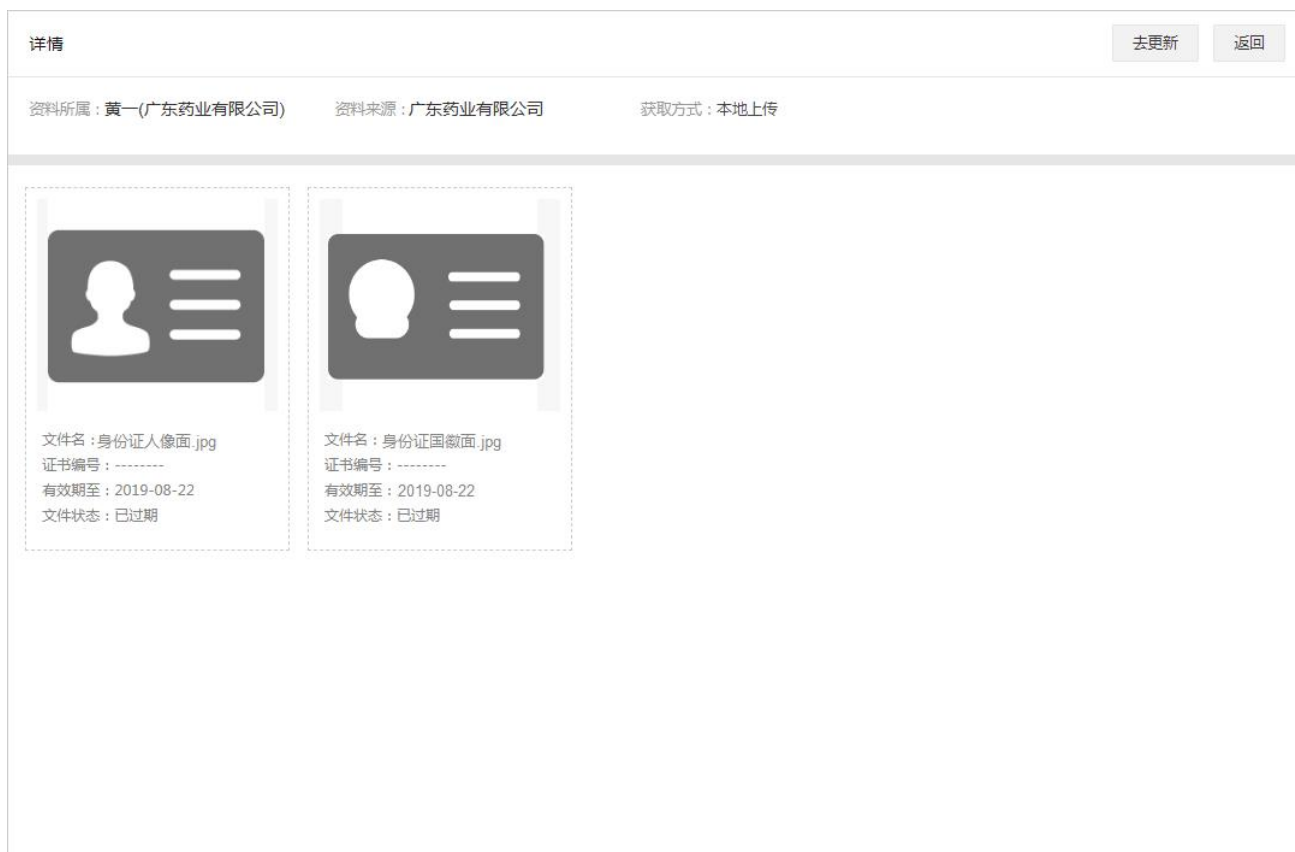 详情
去更新 返回
资料所属：黄一(广东药业有限公司) 资料来源：广东药业有限公司 获取方式：本地上传
文件名：身份证人像面.jpg 文件名：身份证国徽面.jpg
证书编号：-------- 证书编号：--------
有效期至：2019-08-22 有效期至：2019-08-22
文件状态：已过期 文件状态：已过期